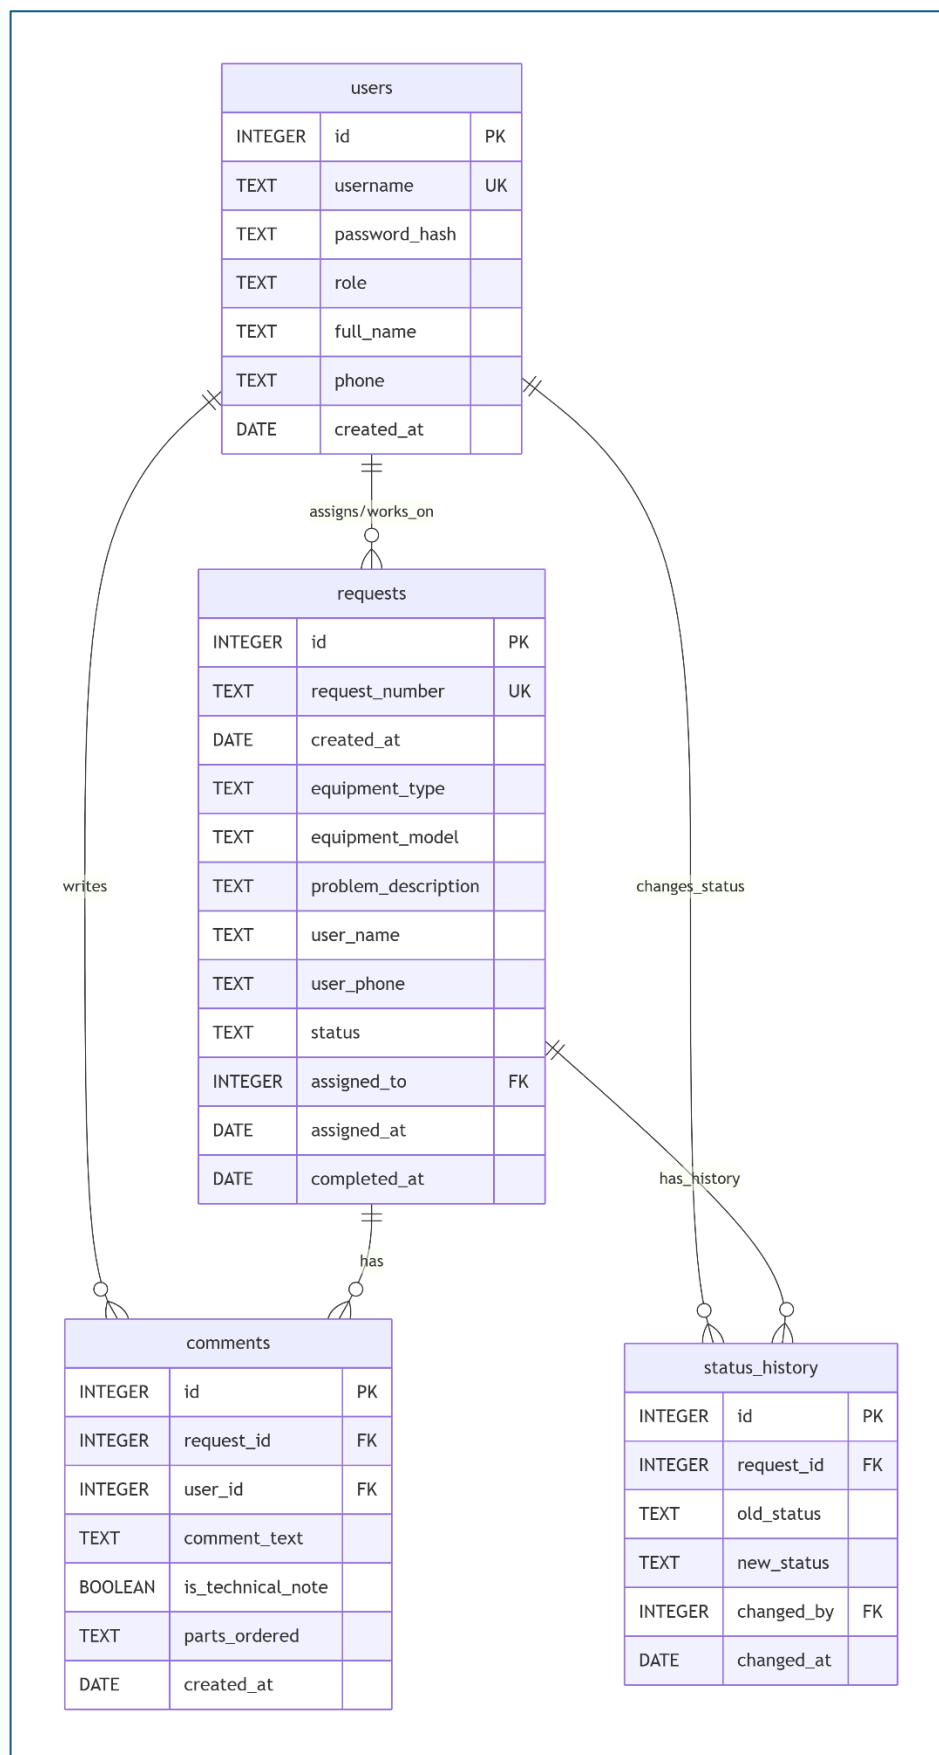 users
INTEGER id PK
TEXT username UK
TEXT password_hash
TEXT role
TEXT full_name
TEXT phone
DATE created_at
assigns/works_on
requests
INTEGER id PK
TEXT request_number UK
DATE created_at
TEXT equipment_type
TEXT equipment_model
TEXT problem_description
writes
changes_status
TEXT user_name
TEXT user_phone
TEXT status
INTEGER assigned_to FK
DATE assigned_at
DATE completed_at
has_history
has
comments
INTEGER id PK
INTEGER request_id FK
INTEGER user_id FK
TEXT comment_text
BOOLEAN is_technical_note
TEXT parts_ordered
DATE created_at
status_history
INTEGER id PK
INTEGER request_id FK
TEXT old_status
TEXT new_status
INTEGER changed_by FK
DATE changed_at